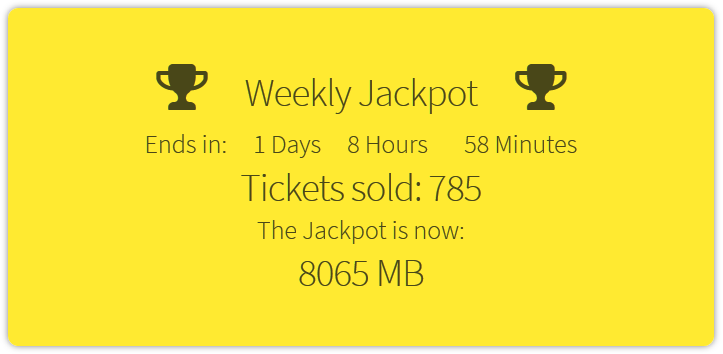 Weekly Jackpot
Ends in: 1 Days 8 Hours 58 Minutes
Tickets sold: 785
The Jackpot is now:
8065 MB